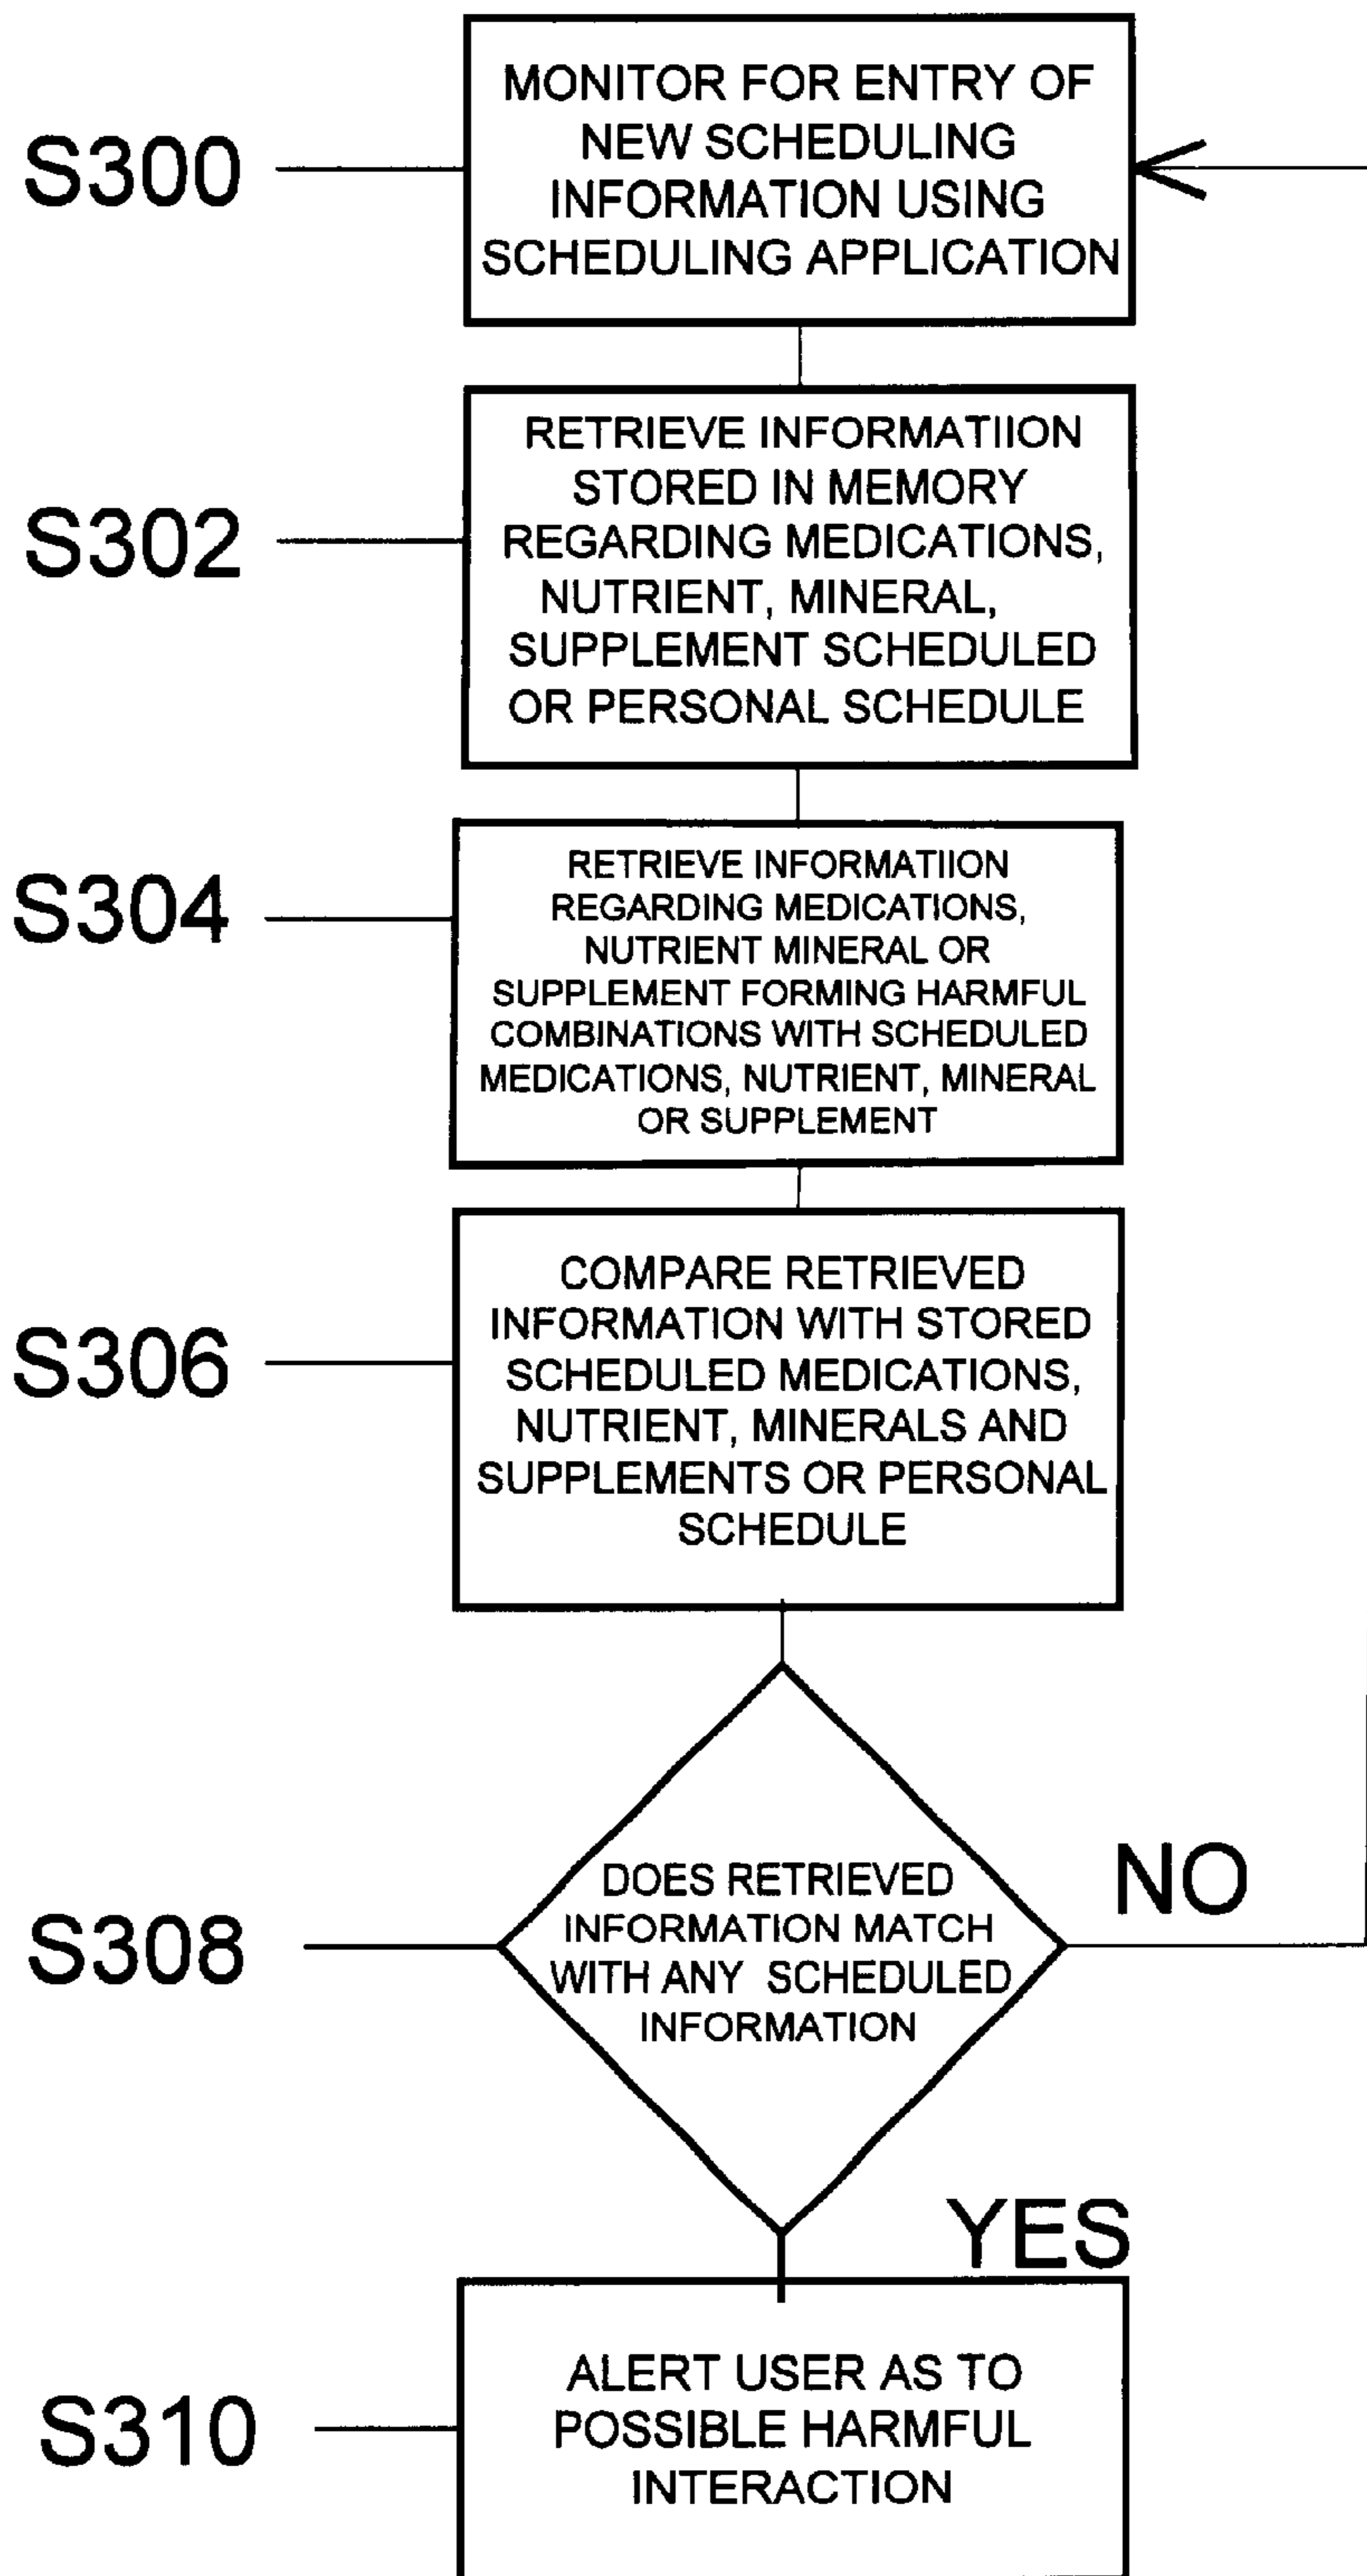 S300
MONITOR FOR ENTRY OF
NEW SCHEDULING
INFORMATION USING
SCHEDULING APPLICATION
S302
RETRIEVE INFORMATIION
STORED IN MEMORY
REGARDING MEDICATIONS,
NUTRIENT, MINERAL,
SUPPLEMENT SCHEDULED
OR PERSONAL SCHEDULE
S304
RETRIEVE INFORMATIION
REGARDING MEDICATIONS,
NUTRIENT MINERAL OR
SUPPLEMENT FORMING HARMFUL
COMBINATIONS WITH SCHEDULED
MEDICATIONS, NUTRIENT, MINERAL
OR SUPPLEMENT
S306
COMPARE RETRIEVED
INFORMATION WITH STORED
SCHEDULED MEDICATIONS,
NUTRIENT, MINERALS AND
SUPPLEMENTS OR PERSONAL
SCHEDULE
S308
DOES RETRIEVED
INFORMATION MATCH
WITH ANY SCHEDULED
INFORMATION
NO
YES
S310
ALERT USER AS TO
POSSIBLE HARMFUL
INTERACTION